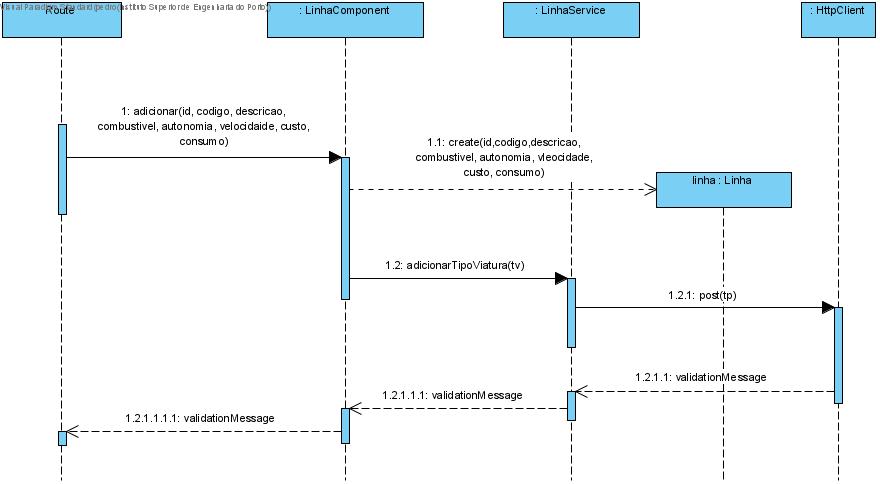 Visual Paradigm Standard(pedro(Instituto Superior de Engenharia do Porto))
Route
: LinhaComponent
: LinhaService
: HttpClient
1: adicionar(id, codigo, descricao,
combustivel, autonomia, velocidaide, custo,
consumo)
1.1: create(id,codigo,descricao,
combustivel, autonomia, vleocidade,
custo, consumo)
linha : Linha
1.2: adicionarTipoViatura(tv)
1.2.1: post(tp)
1.2.1.1: validationMessage
1.2.1.1.1: validationMessage
1.2.1.1.1.1: validationMessage